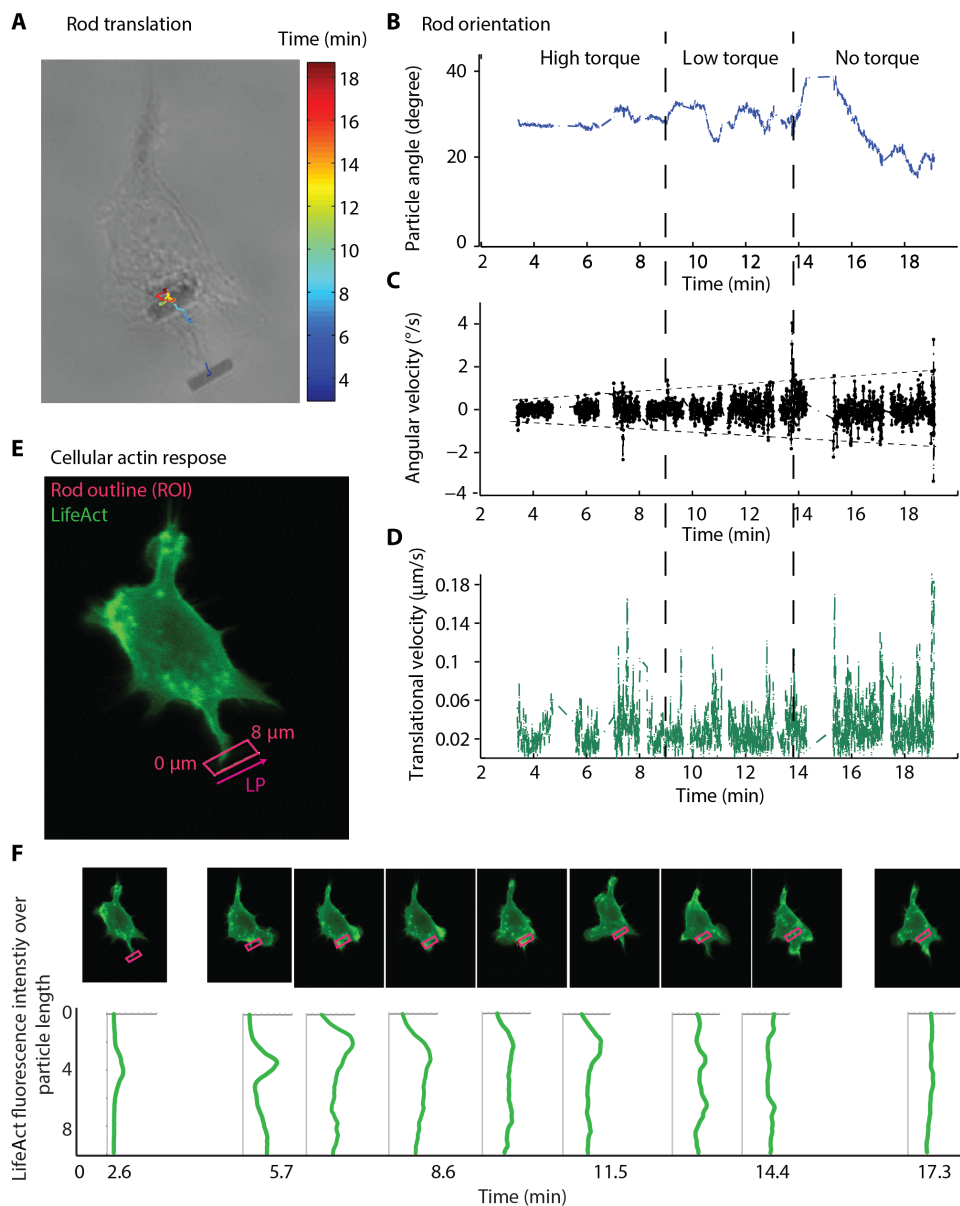 A Rod translation
Time (min)
18
16
14
12
10
8
6
4
B Rod orientation
High torque Low torque No torque
Particle angle (degree)
40
20
0
2 4 6 8 10 12 14 16 18
Time (min)
C
Angular velocity (°/s)
4
2
0
−2
−4
2 4 6 8 10 12 14 16 18
Time (min)
D
Translational velocity (µm/s)
0.18
0.14
0.1
0.06
0.02
2 4 6 8 10 12 14 16 18
Time (min)
E Cellular actin respose
Rod outline (ROI)
LifeAct
8 µm
0 µm
LP
F
LifeAct fluorescence intenstiy over
particle length
0
4
8
0 2.6 5.7 8.6 11.5 14.4 17.3
Time (min)